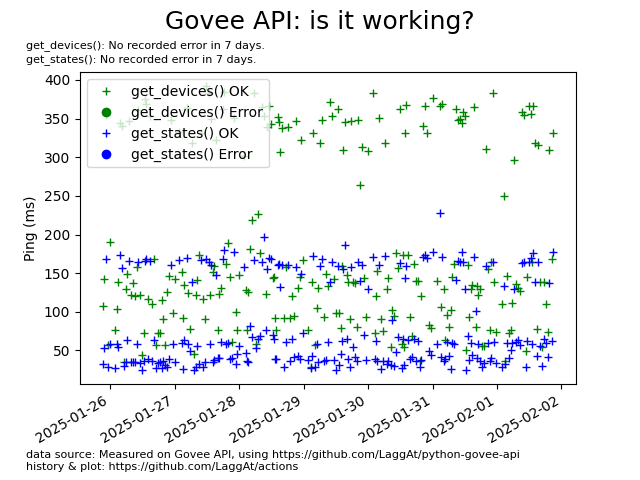 Govee API: is it working?
get_devices(): No recorded error in 7 days.
get_states(): No recorded error in 7 days.
400
350
300
250
200
150
100
50
Ping (ms)
get_devices() OK
get_devices() Error
get_states() OK
get_states() Error
2025-01-26
2025-01-27
2025-01-28
2025-01-29
2025-01-30
2025-01-31
2025-02-01
2025-02-02
data source: Measured on Govee API, using https://github.com/LaggAt/python-govee-api
history & plot: https://github.com/LaggAt/actions